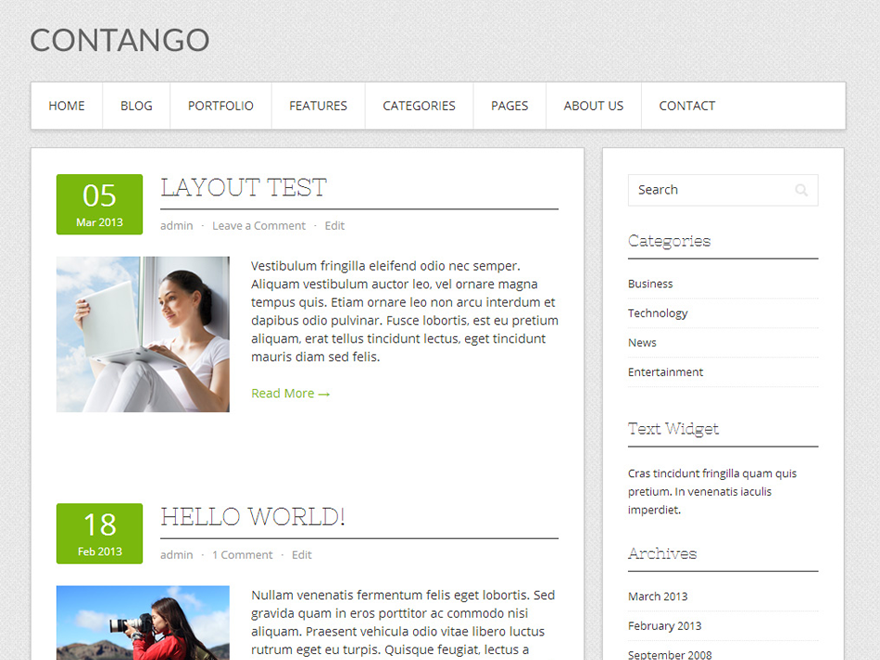 CONTANGO
HOME BLOG PORTFOLIO FEATURES CATEGORIES PAGES ABOUT US CONTACT
05
Mar 2013
LAYOUT TEST
admin · Leave a Comment · Edit
Vestibulum fringilla eleifend odio nec semper.
Aliquam vestibulum auctor leo, vel ornare magna
tempus quis. Etiam ornare leo non arcu interdum et
dapibus odio pulvinar. Fusce lobortis, est eu pretium
aliquam, erat tellus tincidunt lectus, eget tincidunt
mauris diam sed felis.
Read More →
18
Feb 2013
HELLO WORLD!
admin · 1 Comment · Edit
Nullam venenatis fermentum felis eget lobortis. Sed
gravida quam in eros porttitor ac commodo nisi
aliquam. Praesent vehicula odio vitae libero luctus
rutrum eget eu turpis. Quisque feugiat, lectus a
Search
Categories
Business
Technology
News
Entertainment
Text Widget
Cras tincidunt fringilla quam quis
pretium. In venenatis iaculis
imperdiet.
Archives
March 2013
February 2013
September 2008